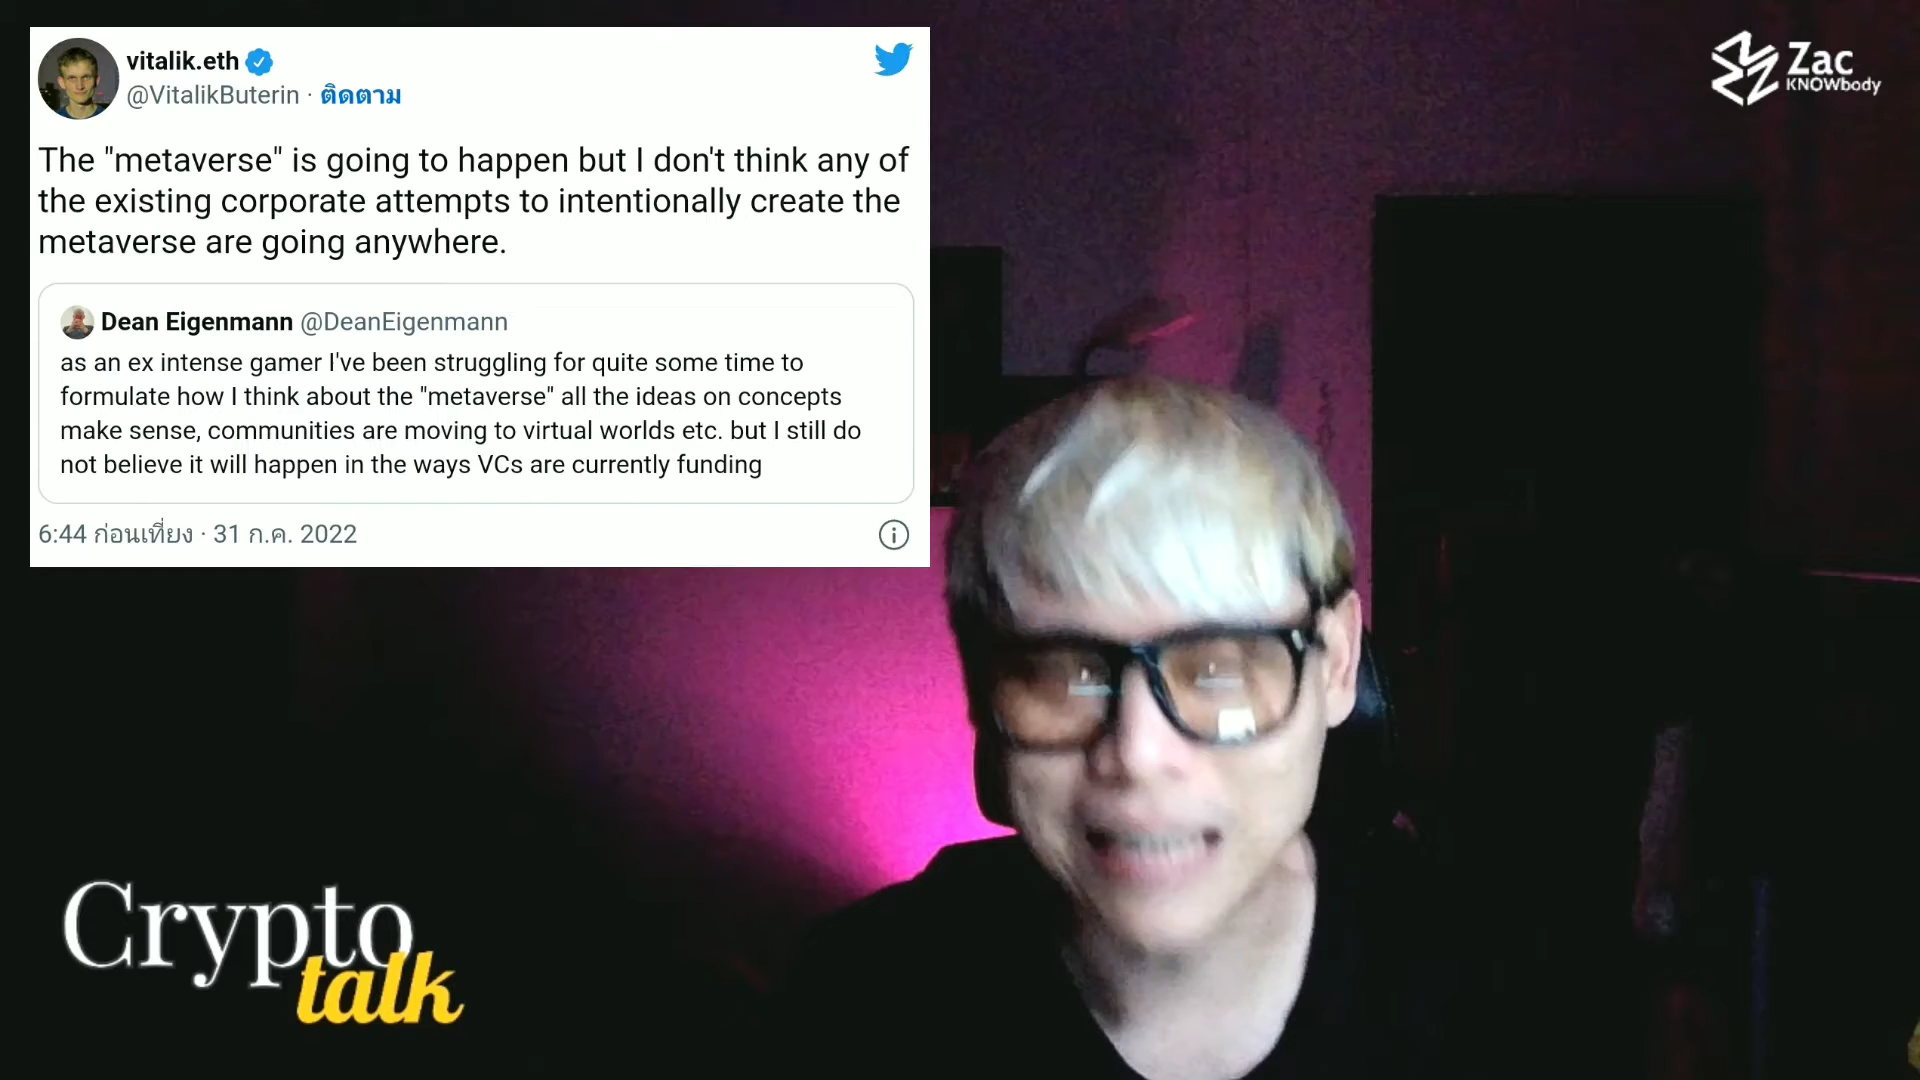 vitalik.eth
@VitalikButerin · ติดตาม
The "metaverse" is going to happen but I don't think any of
the existing corporate attempts to intentionally create the
metaverse are going anywhere.
Dean Eigenmann @DeanEigenmann
as an ex intense gamer I've been struggling for quite some time to
formulate how I think about the "metaverse" all the ideas on concepts
make sense, communities are moving to virtual worlds etc. but I still do
not believe it will happen in the ways VCs are currently funding
6:44 ก่อนเที่ยง · 31 ก.ค. 2022
Zac
KNOWbody
Crypto
talk